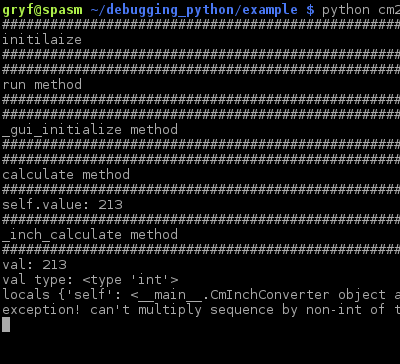 gryf@spasm ~/debugging_python/example $ python cm2
##################################################
initilaize
##################################################
##################################################
run method
##################################################
##################################################
_gui_initialize method
##################################################
##################################################
calculate method
##################################################
self.value: 213
##################################################
_inch_calculate method
##################################################
val: 213
val type: <type 'int'>
locals {'self': <__main__.CmInchConverter object a
exception! can't multiply sequence by non-int of t